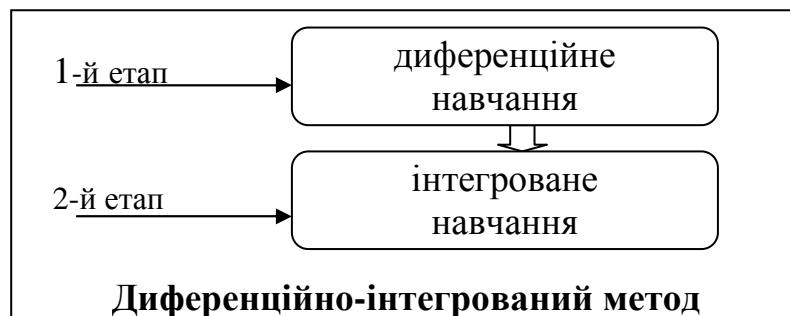 1-й етап
диференційне
навчання
2-й етап
інтегроване
навчання
Диференційно-інтегрований метод